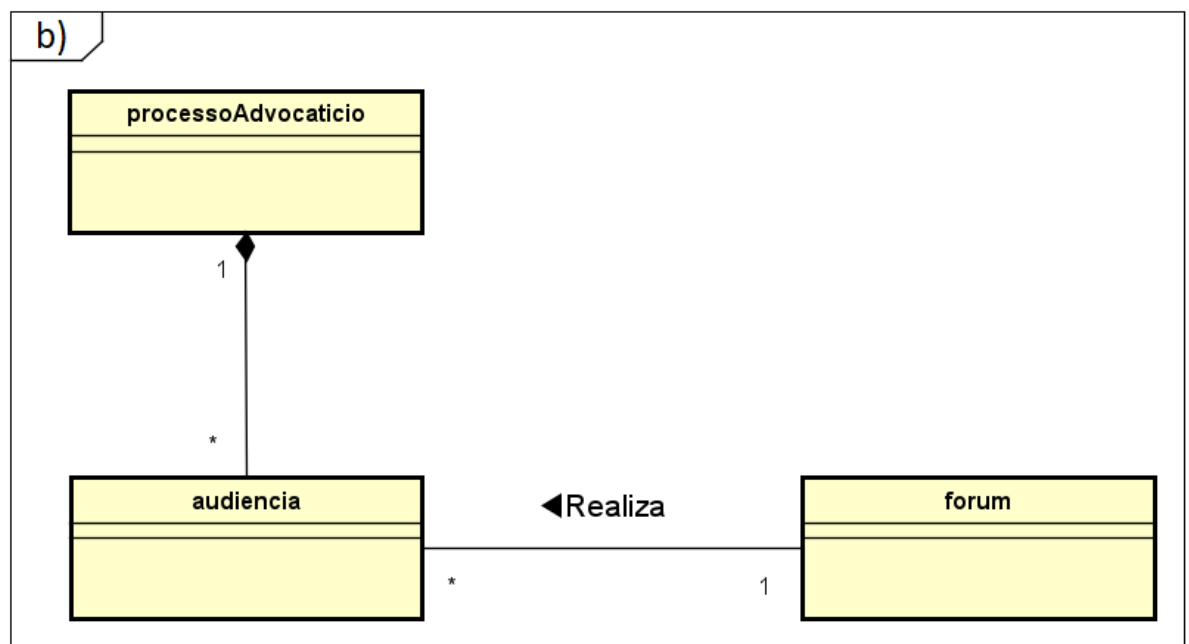 b)
processoAdvocaticio
1
*
audiencia
◀Realiza
forum
*
1